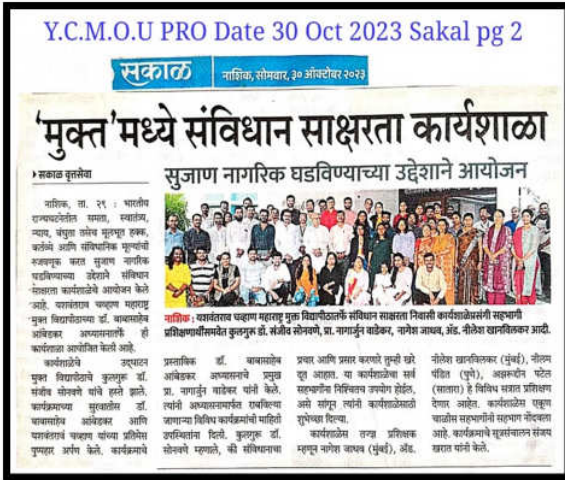 Y.C.M.O.U PRO Date 30 Oct 2023 Sakal pg 2
सकाळ
नाशिक, सोमवार, ३० ऑक्टोबर २०२३
'मुक्त'मध्ये संविधान साक्षरता कार्यशाळा
सुजाण नागरिक घडविण्याच्या उद्देशाने आयोजन
सकाळ वृत्तसेवा
नाशिक, ता. २९ : भारतीय
राज्यघटनेतील समता, स्वातंत्र्य,
न्याय, बंधुता तसेच मूलभूत हक्क,
कर्तव्ये आणि संविधानिक मूल्यांची
रुजवणूक करत सुजाण नागरिक
घडविण्याच्या उद्देशाने संविधान
साक्षरता कार्यशाळेचे आयोजन केले
आहे. यशवंतराव चव्हाण महाराष्ट्र
मुक्त विद्यापीठाच्या डॉ. बाबासाहेब
आंबेडकर अध्यासनातर्फे ही
कार्यशाळा आयोजित केली आहे.
कार्यशाळेचे उद्घाटन
मुक्त विद्यापीठाचे कुलगुरू डॉ.
संजीव सोनवणे यांचे हस्ते झाले.
कार्यक्रमाच्या सुरवातीस डॉ.
बाबासाहेब आंबेडकर आणि
यशवंतराव चव्हाण यांच्या प्रतिमेस
पुष्पहार अर्पण केले. कार्यक्रमाचे
नाशिक : यशवंतराव चव्हाण महाराष्ट्र मुक्त विद्यापीठातर्फे संविधान साक्षरता निवासी कार्यशाळेप्रसंगी सहभागी
प्रशिक्षणार्थींसमवेत कुलगुरू डॉ. संजीव सोनवणे, प्रा. नागार्जुन वाडेकर, नागेश जाधव, अॅड. नीलेश खानविलकर आदी.
प्रास्ताविक डॉ. बाबासाहेब
आंबेडकर अध्यासनाचे प्रमुख
प्रा. नागार्जुन वाडेकर यांनी केले.
त्यांनी अध्यासनामार्फत राबविल्या
जाणाऱ्या विविध कार्यक्रमांची माहिती
उपस्थितांना दिली. कुलगुरू डॉ.
सोनवणे म्हणाले, की संविधानाचा
प्रचार आणि प्रसार करणारे तुम्ही खरे
दूत आहात. या कार्यशाळेचा सर्व
सहभागींना निश्चितच उपयोग होईल,
असे सांगून त्यांनी कार्यशाळेसाठी
शुभेच्छा दिल्या.
कार्यशाळेस तज्ज्ञ प्रशिक्षक
म्हणून नागेश जाधव (मुंबई), अॅड.
नीलेश खानविलकर (मुंबई), नीलम
पंडित (पुणे), अझरूद्दीन पटेल
(सातारा) हे विविध सत्रात प्रशिक्षण
देणार आहेत. कार्यशाळेस एकूण
चाळीस सहभागींनी सहभाग नोंदवला
आहे. कार्यक्रमाचे सूत्रसंचालन संजय
खरात यांनी केले.